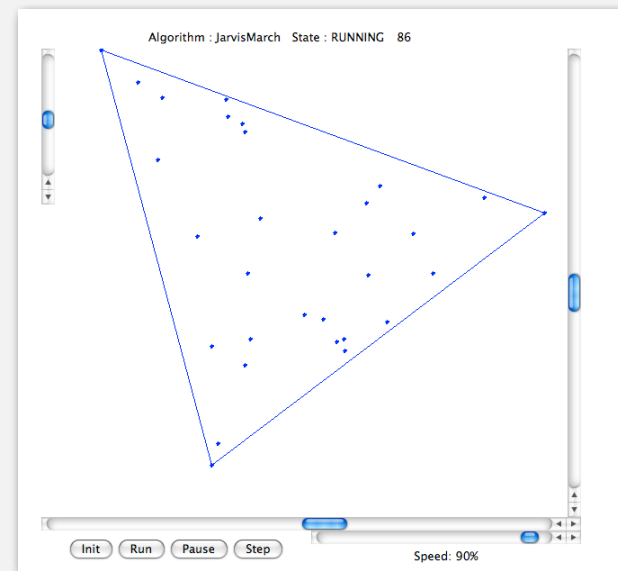 Algorithm : JarvisMarch State : RUNNING 86
Init Run Pause Step
Speed: 90%